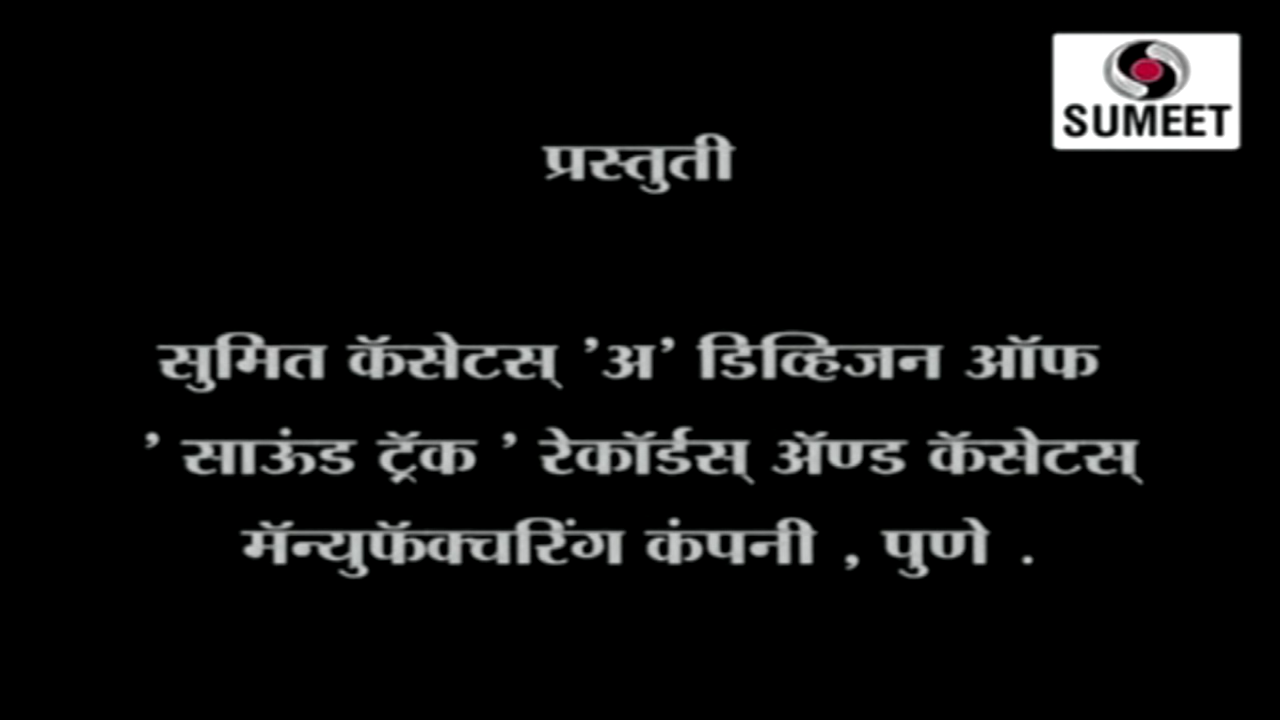 SUMEET
प्रस्तुती
सुमित कॅसेटस् ’अ’ डिव्हिजन ऑफ
’ साऊंड ट्रॅक ’ रेकॉर्डस् ॲण्ड कॅसेटस्
मॅन्युफॅक्चरिंग कंपनी , पुणे .